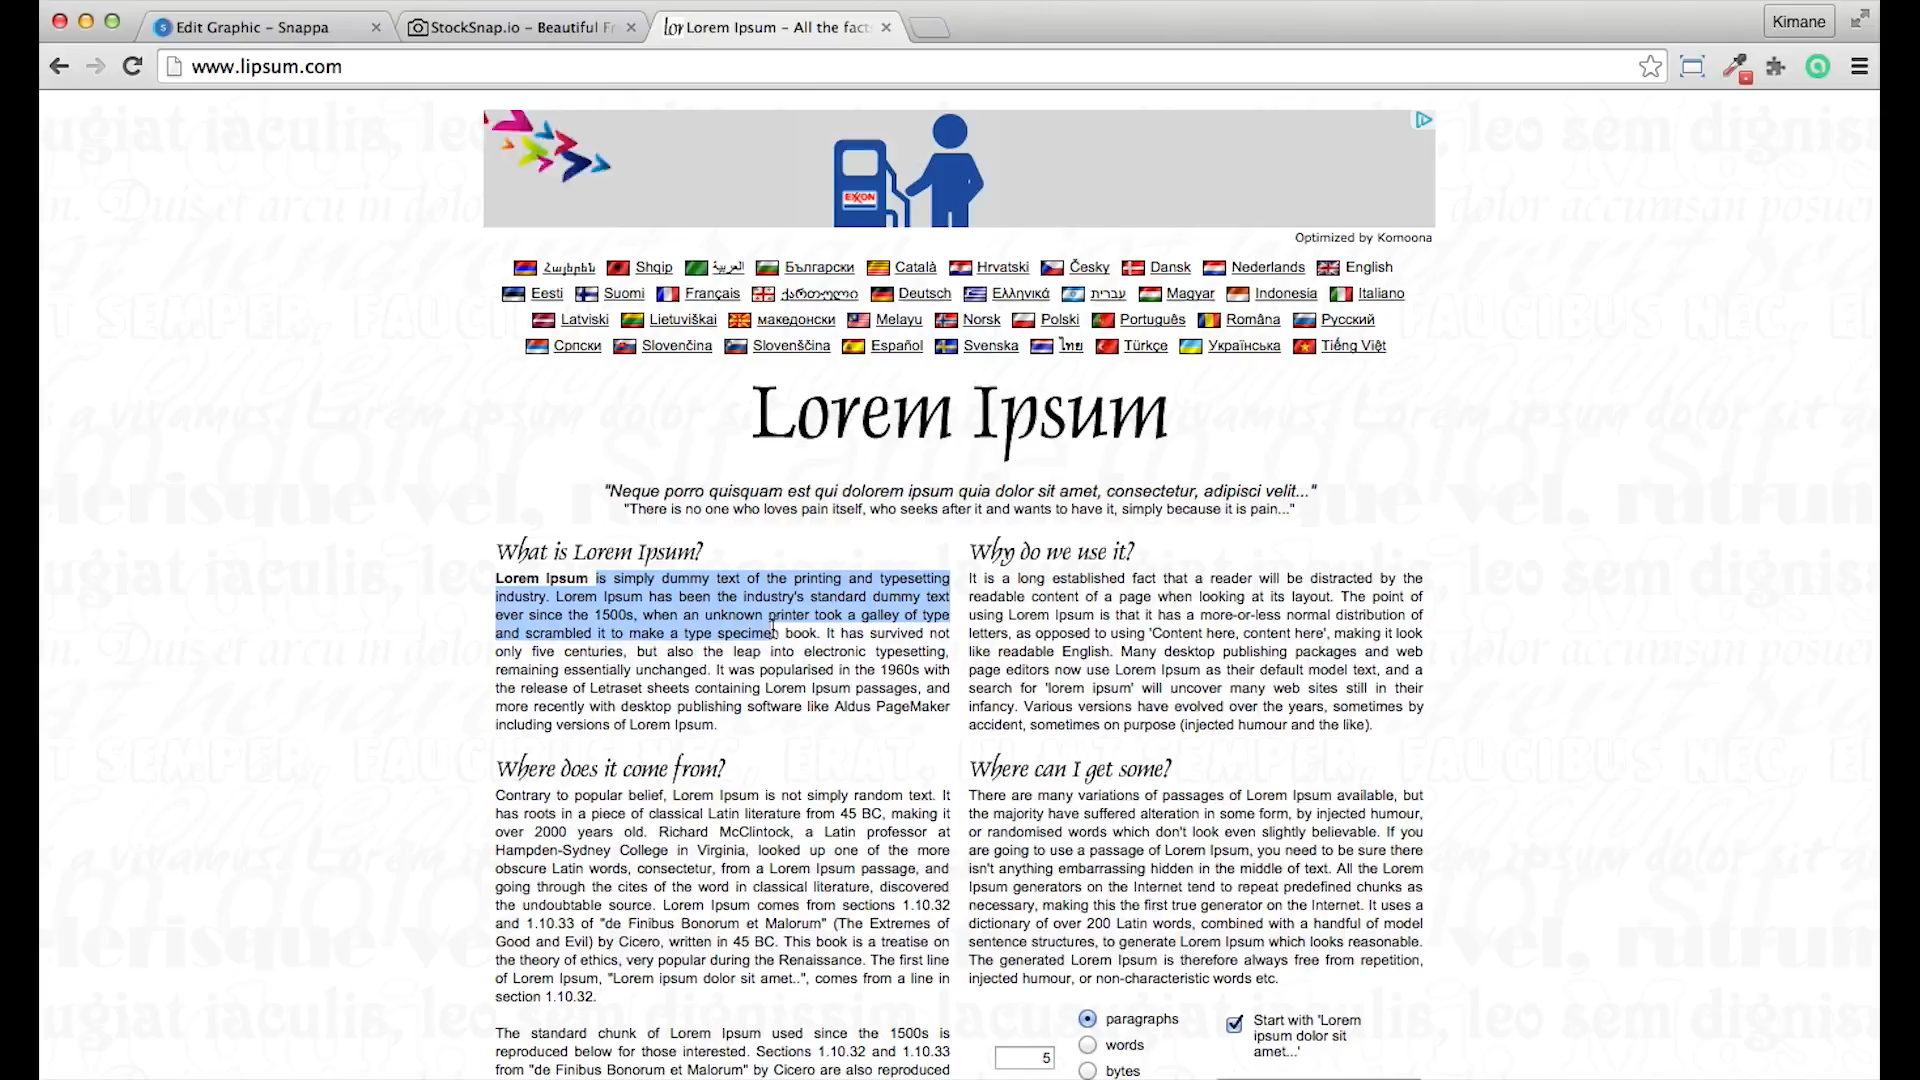 Edit Graphic – Snappa
StockSnap.io – Beautiful Fr
Lorem Ipsum – All the facts
Kimane
www.lipsum.com
EXXON
Optimized by Komoona
Հայերեն Shqip العربية Български Català Hrvatski Česky Dansk Nederlands English
Eesti Suomi Français ქართული Deutsch Ελληνικά עברית Magyar Indonesia Italiano
Latviski Lietuviškai македонски Melayu Norsk Polski Português Româna Русский
Српски Slovenčina Slovenščina Español Svenska ไทย Türkçe Українська Tiếng Việt
Lorem Ipsum
"Neque porro quisquam est qui dolorem ipsum quia dolor sit amet, consectetur, adipisci velit..."
"There is no one who loves pain itself, who seeks after it and wants to have it, simply because it is pain..."
What is Lorem Ipsum?
Lorem Ipsum is simply dummy text of the printing and typesetting
industry. Lorem Ipsum has been the industry's standard dummy text
ever since the 1500s, when an unknown printer took a galley of type
and scrambled it to make a type specimen book. It has survived not
only five centuries, but also the leap into electronic typesetting,
remaining essentially unchanged. It was popularised in the 1960s with
the release of Letraset sheets containing Lorem Ipsum passages, and
more recently with desktop publishing software like Aldus PageMaker
including versions of Lorem Ipsum.
Why do we use it?
It is a long established fact that a reader will be distracted by the
readable content of a page when looking at its layout. The point of
using Lorem Ipsum is that it has a more-or-less normal distribution of
letters, as opposed to using 'Content here, content here', making it look
like readable English. Many desktop publishing packages and web
page editors now use Lorem Ipsum as their default model text, and a
search for 'lorem ipsum' will uncover many web sites still in their
infancy. Various versions have evolved over the years, sometimes by
accident, sometimes on purpose (injected humour and the like).
Where does it come from?
Contrary to popular belief, Lorem Ipsum is not simply random text. It
has roots in a piece of classical Latin literature from 45 BC, making it
over 2000 years old. Richard McClintock, a Latin professor at
Hampden-Sydney College in Virginia, looked up one of the more
obscure Latin words, consectetur, from a Lorem Ipsum passage, and
going through the cites of the word in classical literature, discovered
the undoubtable source. Lorem Ipsum comes from sections 1.10.32
and 1.10.33 of "de Finibus Bonorum et Malorum" (The Extremes of
Good and Evil) by Cicero, written in 45 BC. This book is a treatise on
the theory of ethics, very popular during the Renaissance. The first line
of Lorem Ipsum, "Lorem ipsum dolor sit amet..", comes from a line in
section 1.10.32.
The standard chunk of Lorem Ipsum used since the 1500s is
reproduced below for those interested. Sections 1.10.32 and 1.10.33
from "de Finibus Bonorum et Malorum" by Cicero are also reproduced
Where can I get some?
There are many variations of passages of Lorem Ipsum available, but
the majority have suffered alteration in some form, by injected humour,
or randomised words which don't look even slightly believable. If you
are going to use a passage of Lorem Ipsum, you need to be sure there
isn't anything embarrassing hidden in the middle of text. All the Lorem
Ipsum generators on the Internet tend to repeat predefined chunks as
necessary, making this the first true generator on the Internet. It uses a
dictionary of over 200 Latin words, combined with a handful of model
sentence structures, to generate Lorem Ipsum which looks reasonable.
The generated Lorem Ipsum is therefore always free from repetition,
injected humour, or non-characteristic words etc.
5
paragraphs
words
bytes
Start with 'Lorem
ipsum dolor sit
amet...'